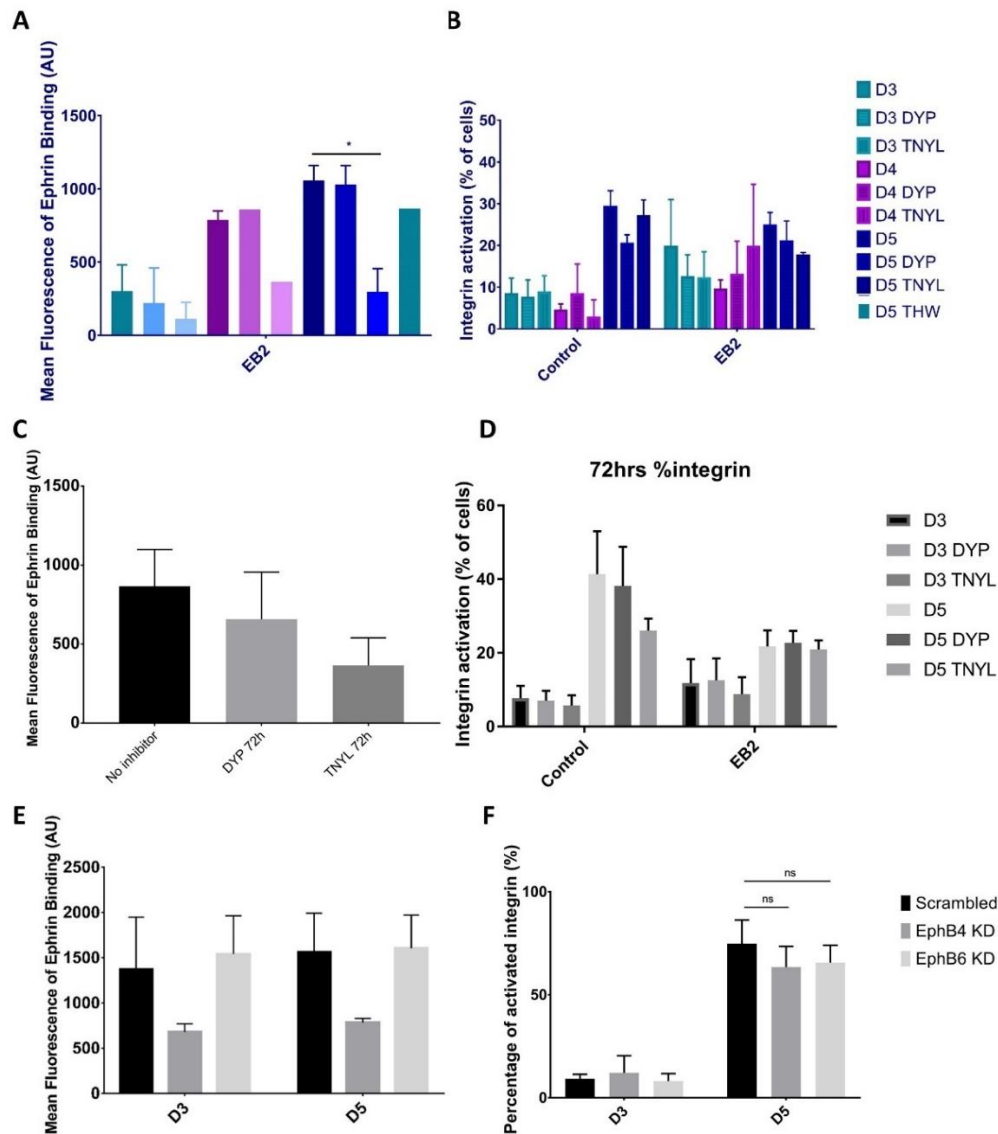 A
Mean Fluorescence of Ephrin Binding (AU)
1500
1000
500
0
*
EB2
B
Integrin activation (% of cells)
50
40
30
20
10
0
Control
EB2
D3
D3 DYP
D3 TNYL
D4
D4 DYP
D4 TNYL
D5
D5 DYP
D5 TNYL
D5 THW
C
Mean Fluorescence of Ephrin Binding (AU)
1500
1000
500
0
No inhibitor
DYP 72h
TNYL 72h
D
72hrs %integrin
Integrin activation (% of cells)
60
40
20
0
Control
EB2
D3
D3 DYP
D3 TNYL
D5
D5 DYP
D5 TNYL
E
Mean Fluorescence of Ephrin Binding (AU)
2500
2000
1500
1000
500
0
D3
D5
F
Percentage of activated integrin (%)
100
50
0
ns
ns
D3
D5
Scrambled
EphB4 KD
EphB6 KD